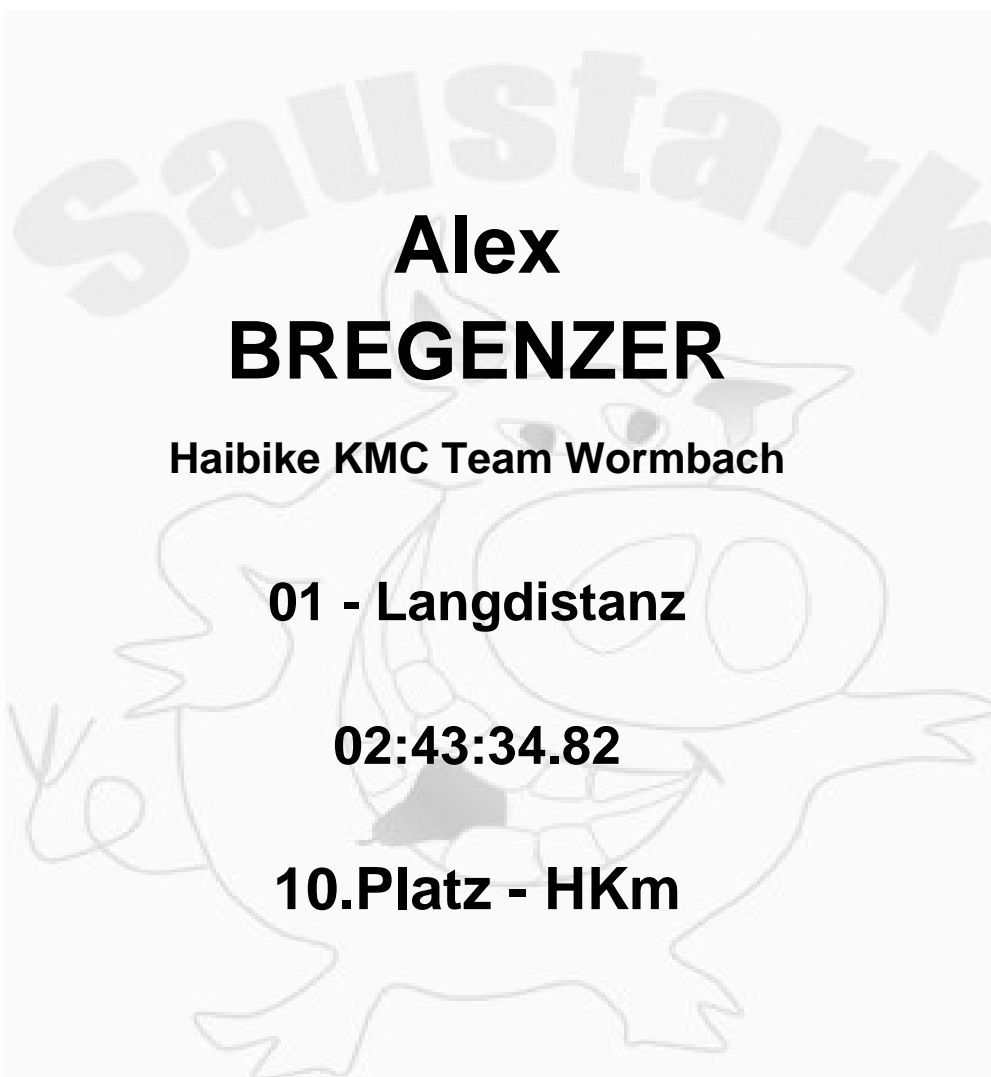 Saustark
Alex
BREGENZER
Haibike KMC Team Wormbach
01 - Langdistanz
02:43:34.82
10.Platz - HKm